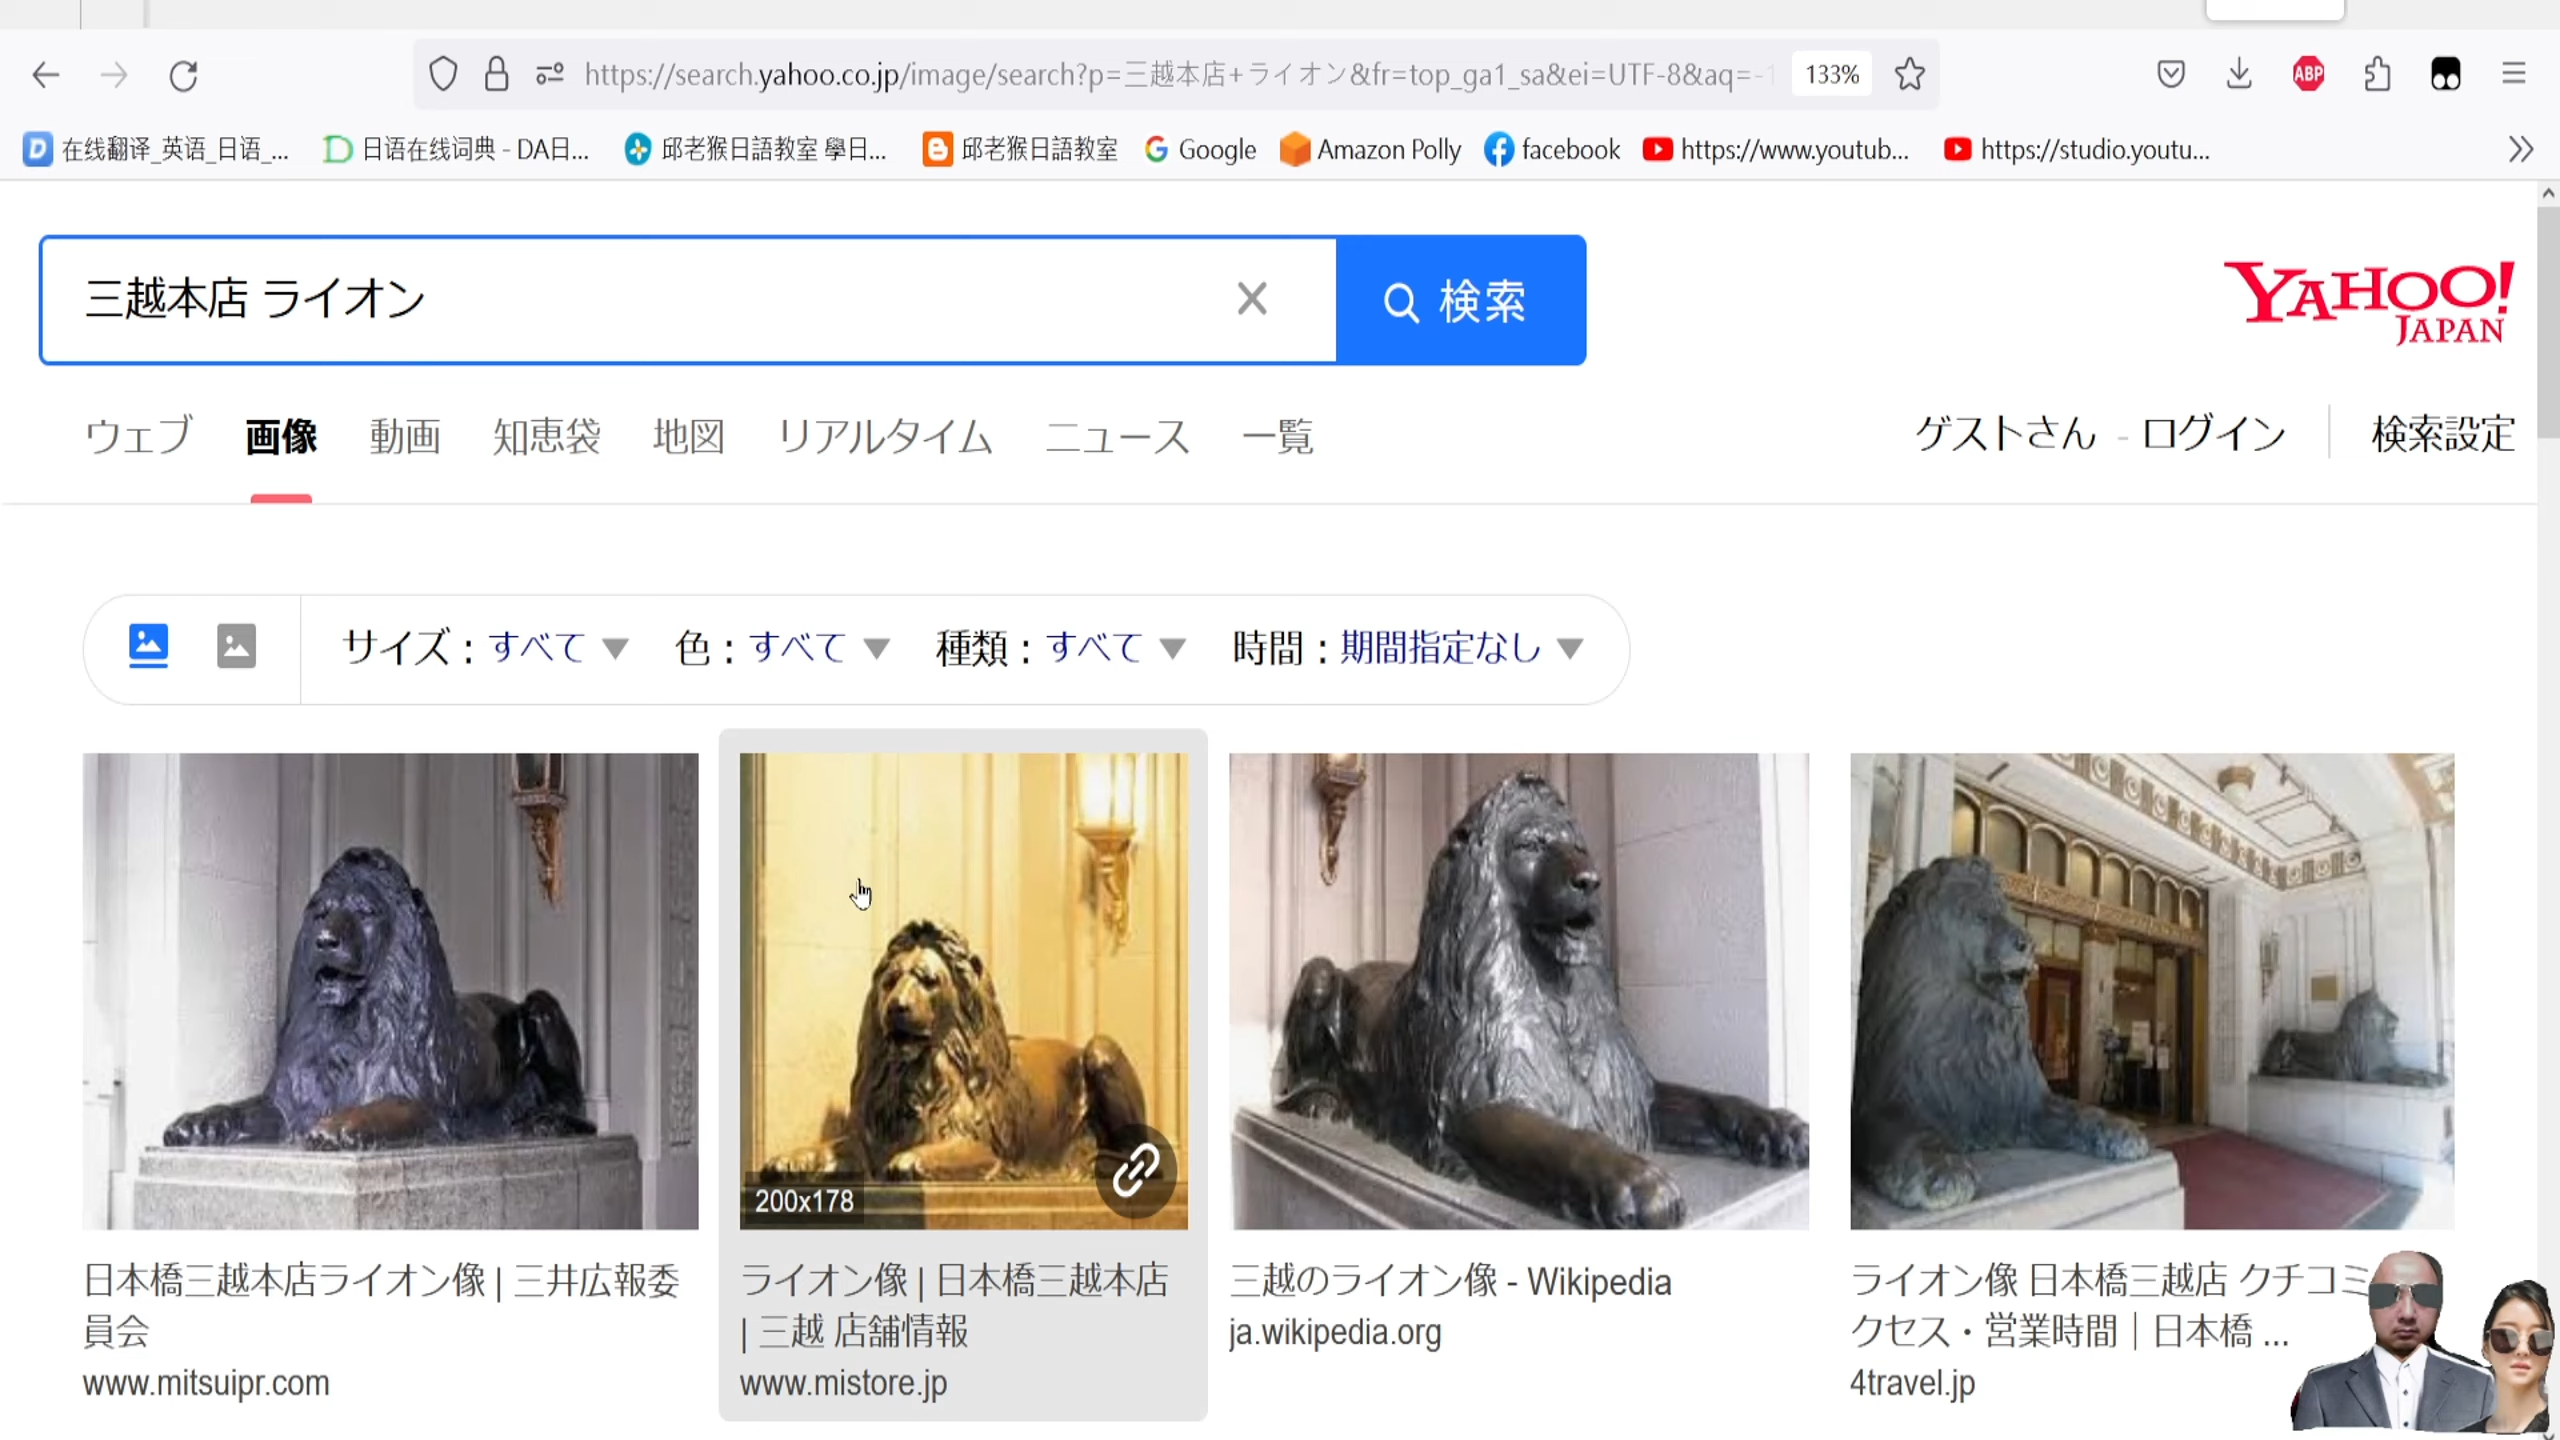 https://search.yahoo.co.jp/image/search?p=三越本店+ライオン&fr=top_ga1_sa&ei=UTF-8&aq=-1
133%
ABP
在线翻译_英语_日语_...
日语在线词典 - DA日...
邱老猴日語教室 學日...
邱老猴日語教室
Google
Amazon Polly
facebook
https://www.youtub...
https://studio.youtu...
三越本店 ライオン
検索
YAHOO!
JAPAN
ウェブ 画像 動画 知恵袋 地図 リアルタイム ニュース 一覧
ゲストさん - ログイン 検索設定
サイズ：すべて 色：すべて 種類：すべて 時間：期間指定なし
200x178
日本橋三越本店ライオン像 | 三井広報委
員会
www.mitsuipr.com
ライオン像 | 日本橋三越本店
| 三越 店舗情報
www.mistore.jp
三越のライオン像 - Wikipedia
ja.wikipedia.org
ライオン像 日本橋三越店 クチコミ
クセス・営業時間｜日本橋 ...
4travel.jp